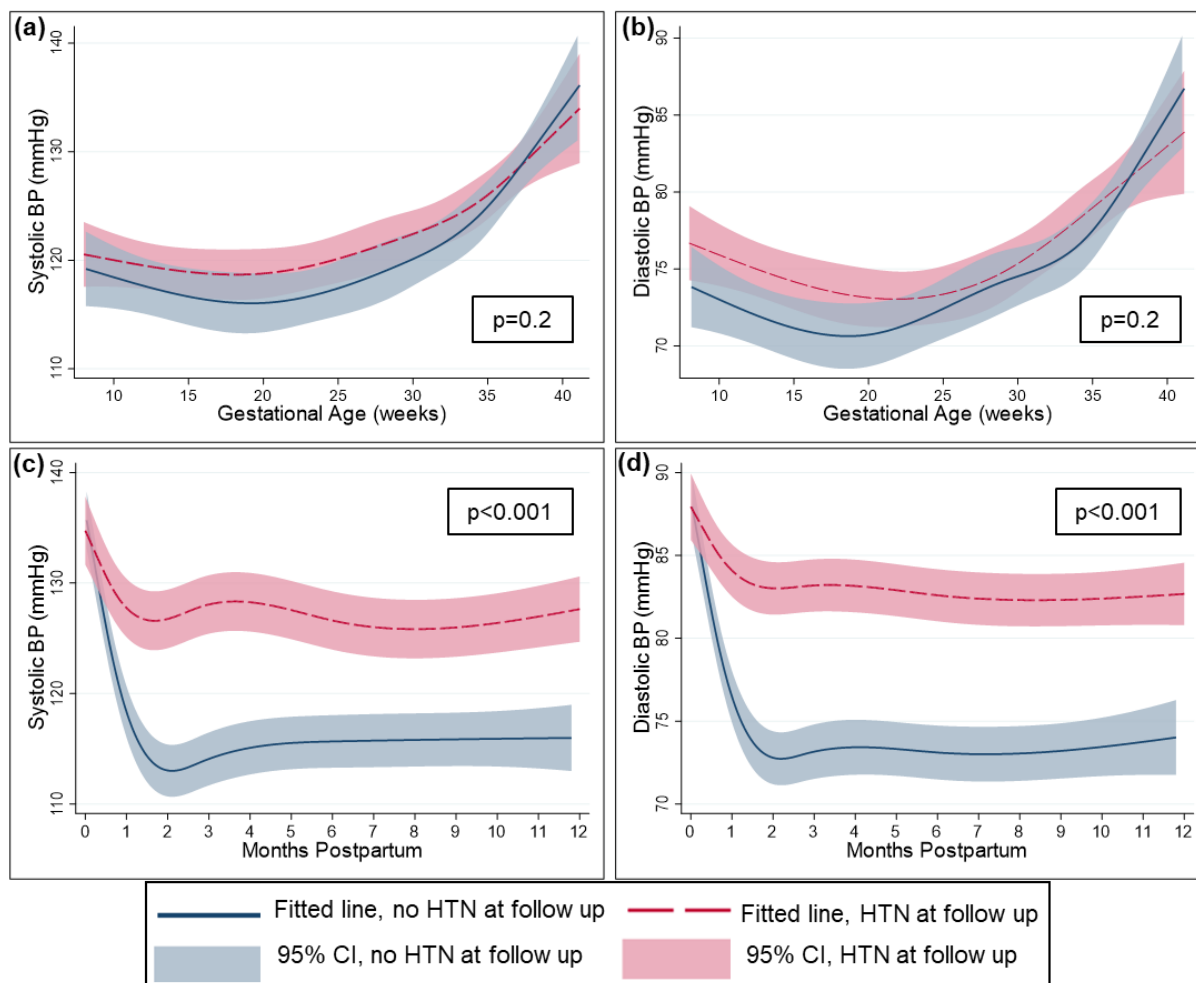 (a)
Systolic BP (mmHg)
140
130
120
110
p=0.2
10 15 20 25 30 35 40
Gestational Age (weeks)
(b)
Diastolic BP (mmHg)
90
85
80
75
70
p=0.2
10 15 20 25 30 35 40
Gestational Age (weeks)
(c)
Systolic BP (mmHg)
140
130
120
110
p<0.001
0 1 2 3 4 5 6 7 8 9 10 11 12
Months Postpartum
(d)
Diastolic BP (mmHg)
90
85
80
75
70
p<0.001
0 1 2 3 4 5 6 7 8 9 10 11 12
Months Postpartum
Fitted line, no HTN at follow up
Fitted line, HTN at follow up
95% CI, no HTN at follow up
95% CI, HTN at follow up